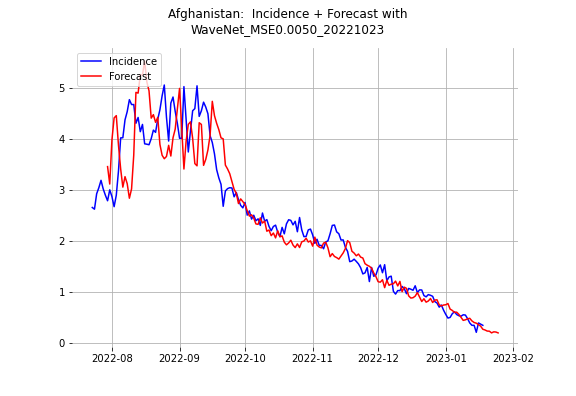 Afghanistan:  Incidence + Forecast with
WaveNet_MSE0.0050_20221023
Incidence
Forecast
5
4
3
2
1
0
2022-08 2022-09 2022-10 2022-11 2022-12 2023-01 2023-02